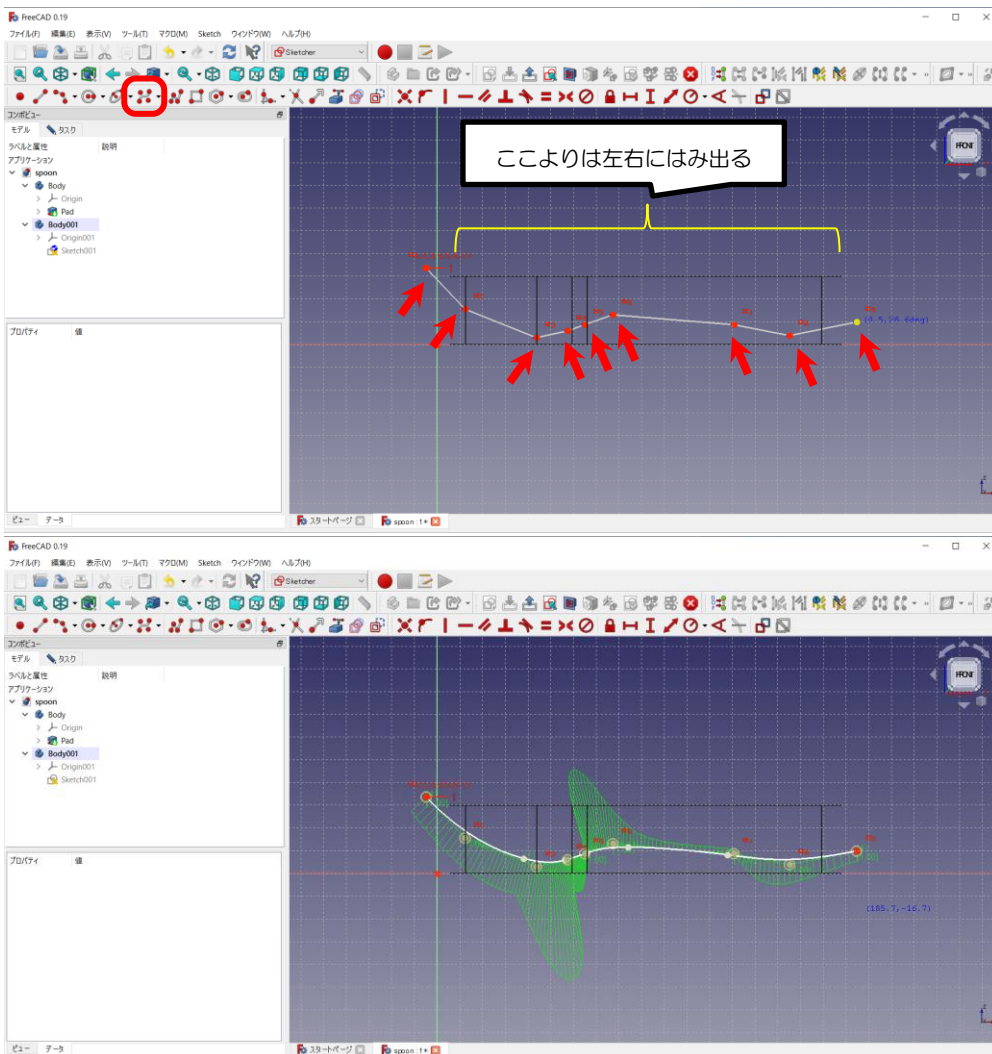 FreeCAD 0.19
ファイル(F) 編集(E) 表示(V) ツール(T) マクロ(M) Sketch ウィンドウ(W) ヘルプ(H)
Sketcher
コンボビュー
モデル タスク
ラベルと属性 説明
アプリケーション
spoon
Body
Origin
Pad
Body001
Origin001
Sketch001
ここよりは左右にはみ出る
FRONT
プロパティ 値
ビュー データ
スタートページ
spoon : 1*
FreeCAD 0.19
ファイル(F) 編集(E) 表示(V) ツール(T) マクロ(M) Sketch ウィンドウ(W) ヘルプ(H)
Sketcher
コンボビュー
モデル タスク
ラベルと属性 説明
アプリケーション
spoon
Body
Origin
Pad
Body001
Origin001
Sketch001
FRONT
プロパティ 値
(185.7,-16.7)
ビュー データ
スタートページ
spoon : 1*